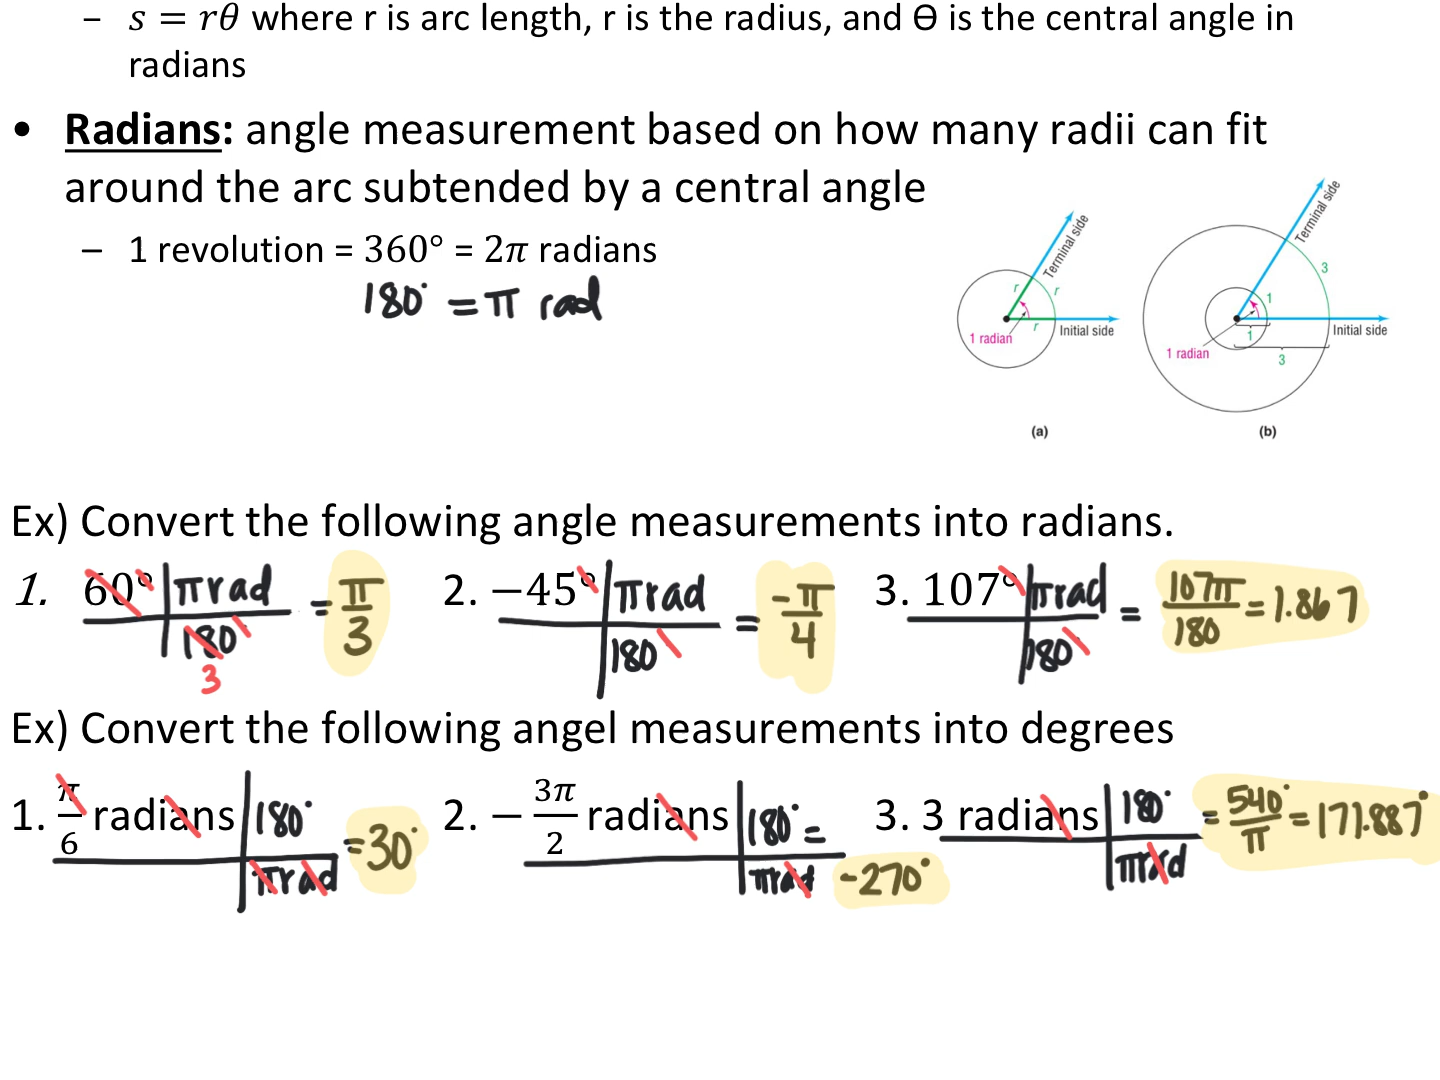 – s = rθ where r is arc length, r is the radius, and Ɵ is the central angle in
radians
• Radians: angle measurement based on how many radii can fit
around the arc subtended by a central angle
– 1 revolution = 360° = 2π radians
180° = π rad
Terminal side
r
r
r
1 radian
Initial side
(a)
Terminal side
3
1
1
3
1 radian
Initial side
(b)
Ex) Convert the following angle measurements into radians.
1. 60° | π rad / 180° 3 = π/3
2. −45° | π rad / 180° = -π/4
3. 107° | π rad / 180° = 107π/180 = 1.867
Ex) Convert the following angel measurements into degrees
1. π/6 radians | 180° / π rad = 30°
2. − 3π/2 radians | 180° / π rad = -270°
3. 3 radians | 180° / π rad = 540°/π = 171.887°